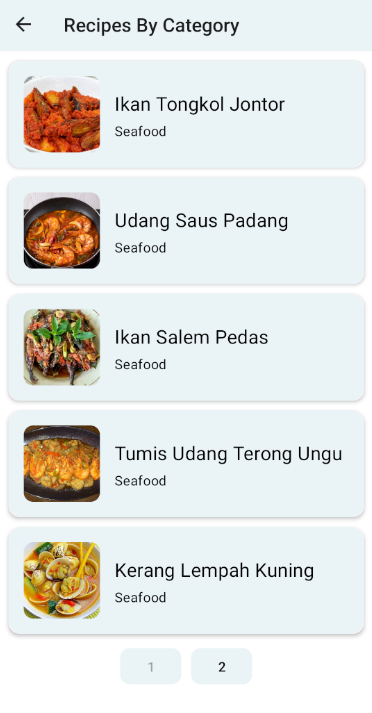 Recipes By Category
Ikan Tongkol Jontor
Seafood
Udang Saus Padang
Seafood
Ikan Salem Pedas
Seafood
Tumis Udang Terong Ungu
Seafood
Kerang Lempah Kuning
Seafood
1 2